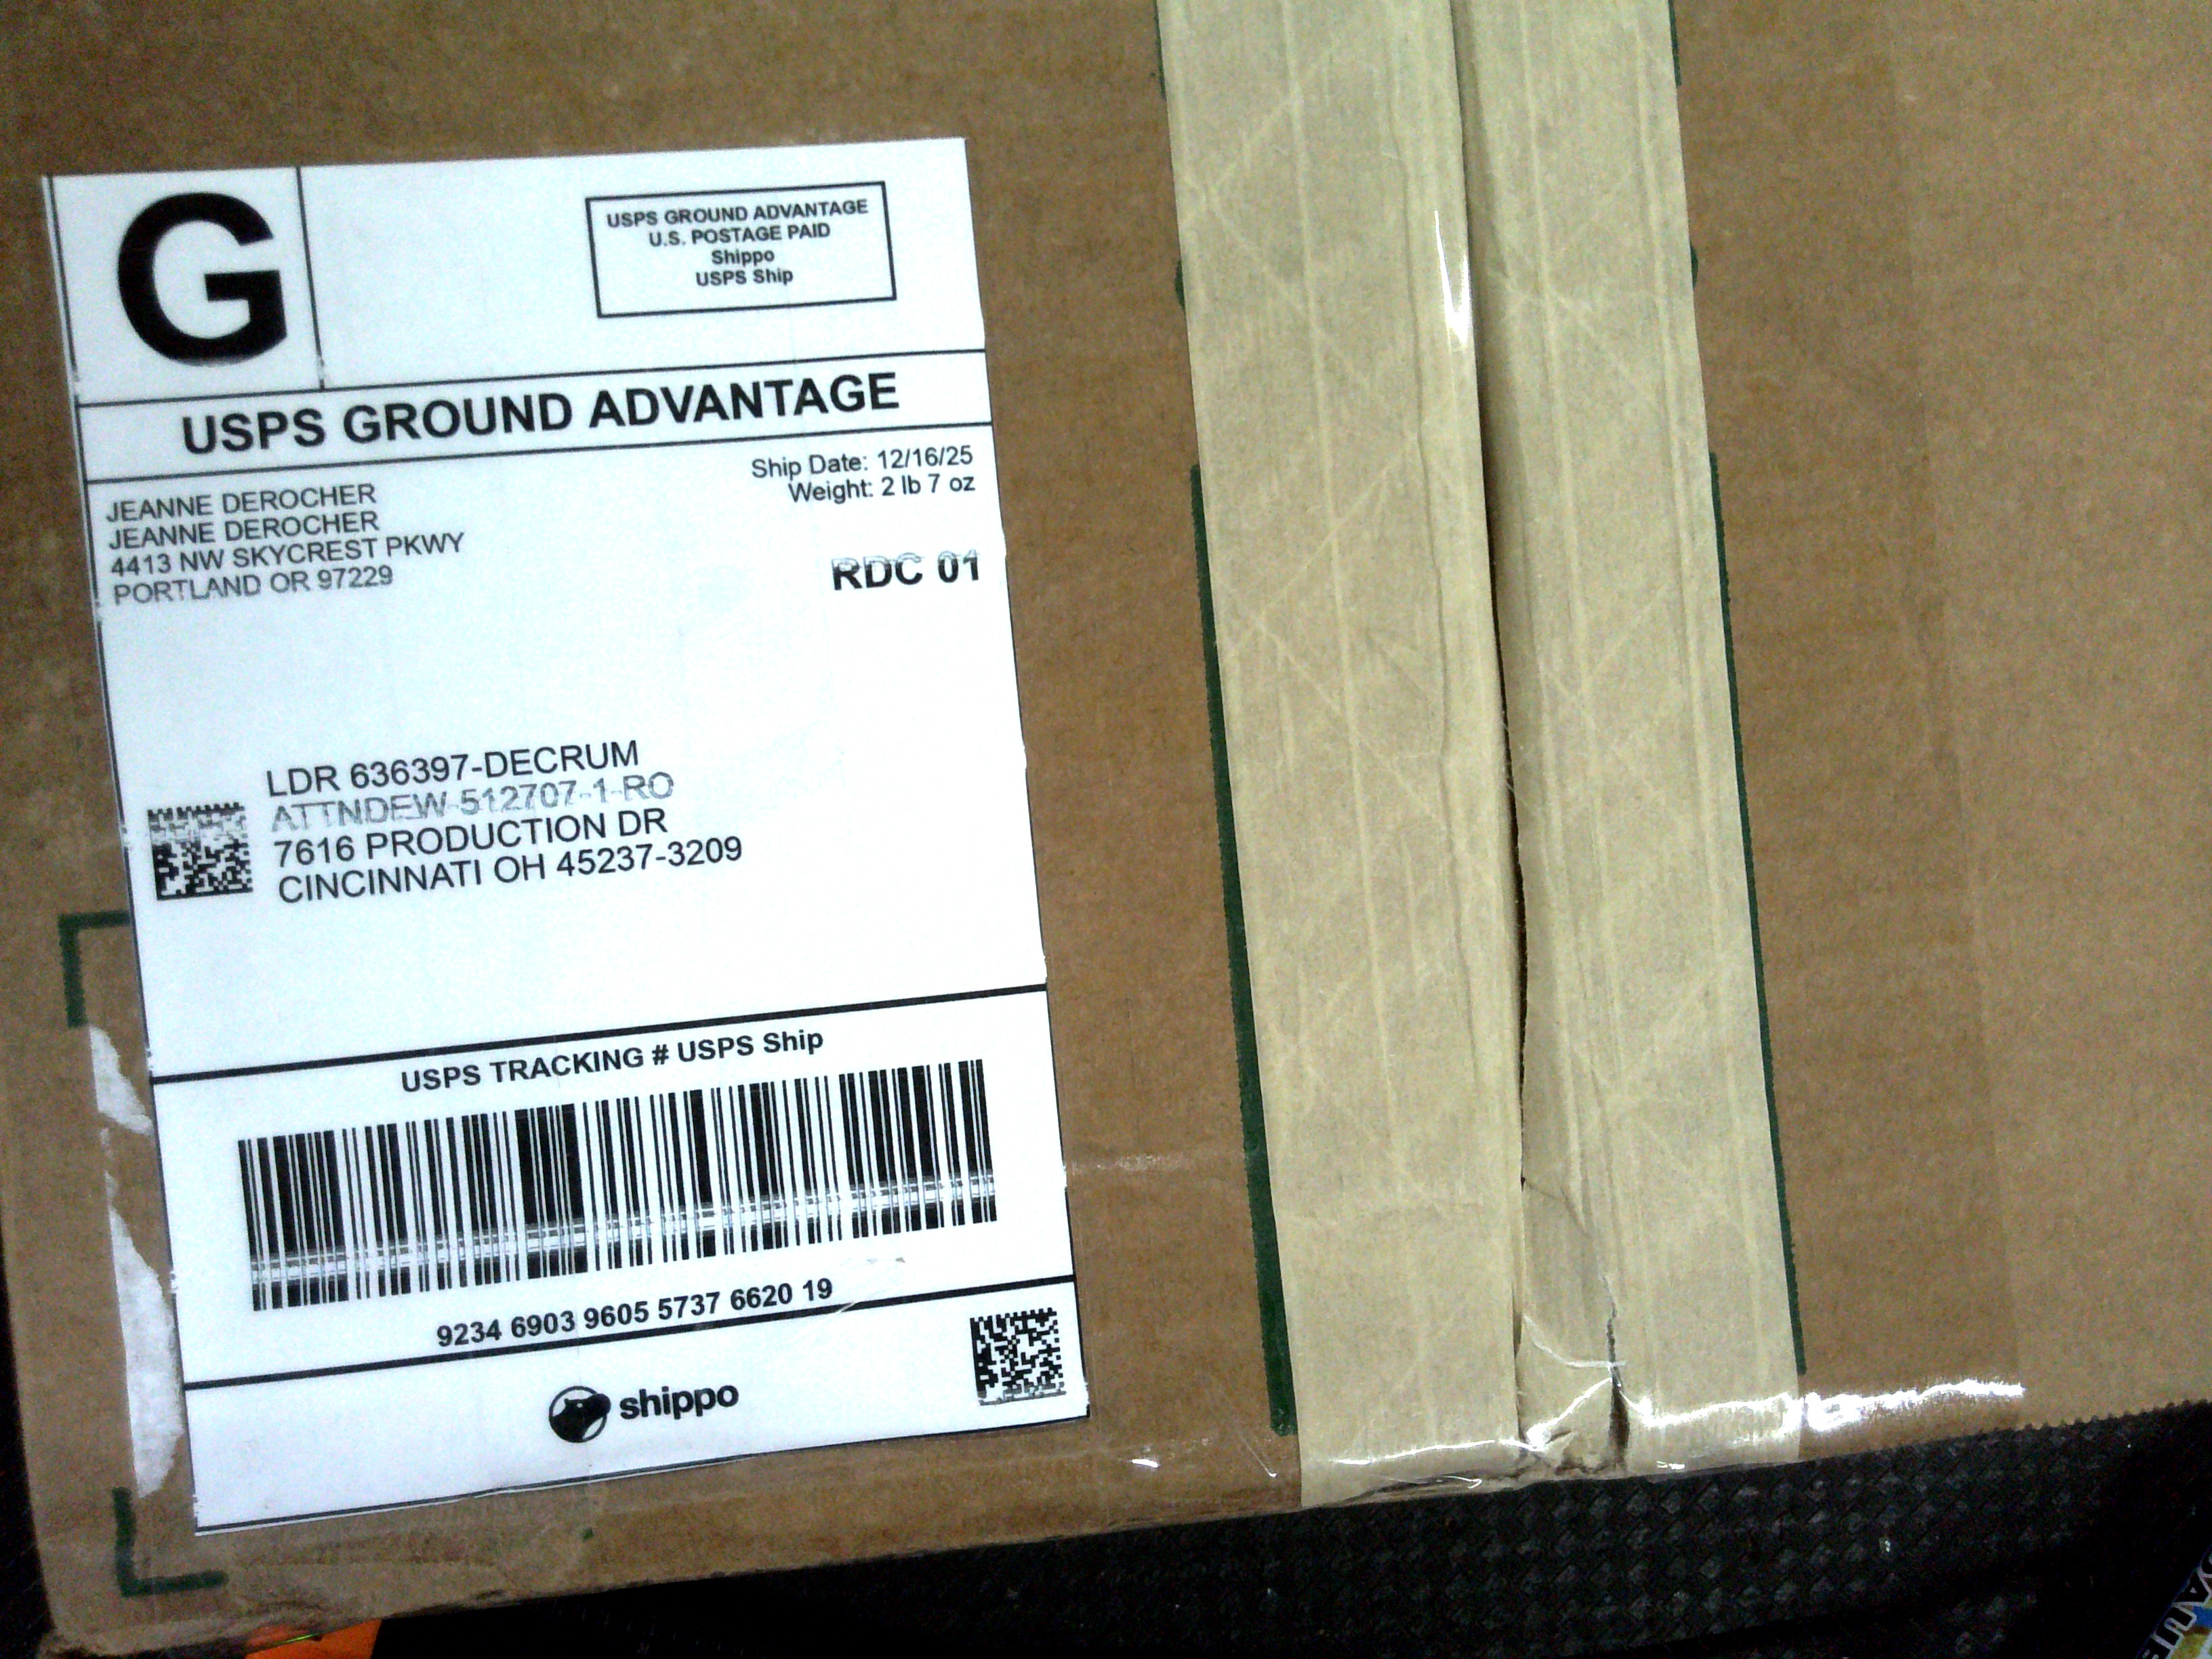 G
USPS GROUND ADVANTAGE
U.S. POSTAGE PAID
Shippo
USPS Ship
USPS GROUND ADVANTAGE
Ship Date: 12/16/25
Weight: 2 lb 7 oz
JEANNE DEROCHER
JEANNE DEROCHER
4413 NW SKYCREST PKWY
PORTLAND OR 97229
RDC 01
LDR 636397-DECRUM
ATTNDEW-512707-1-RO
7616 PRODUCTION DR
CINCINNATI OH 45237-3209
USPS TRACKING # USPS Ship
9234 6903 9605 5737 6620 19
shippo